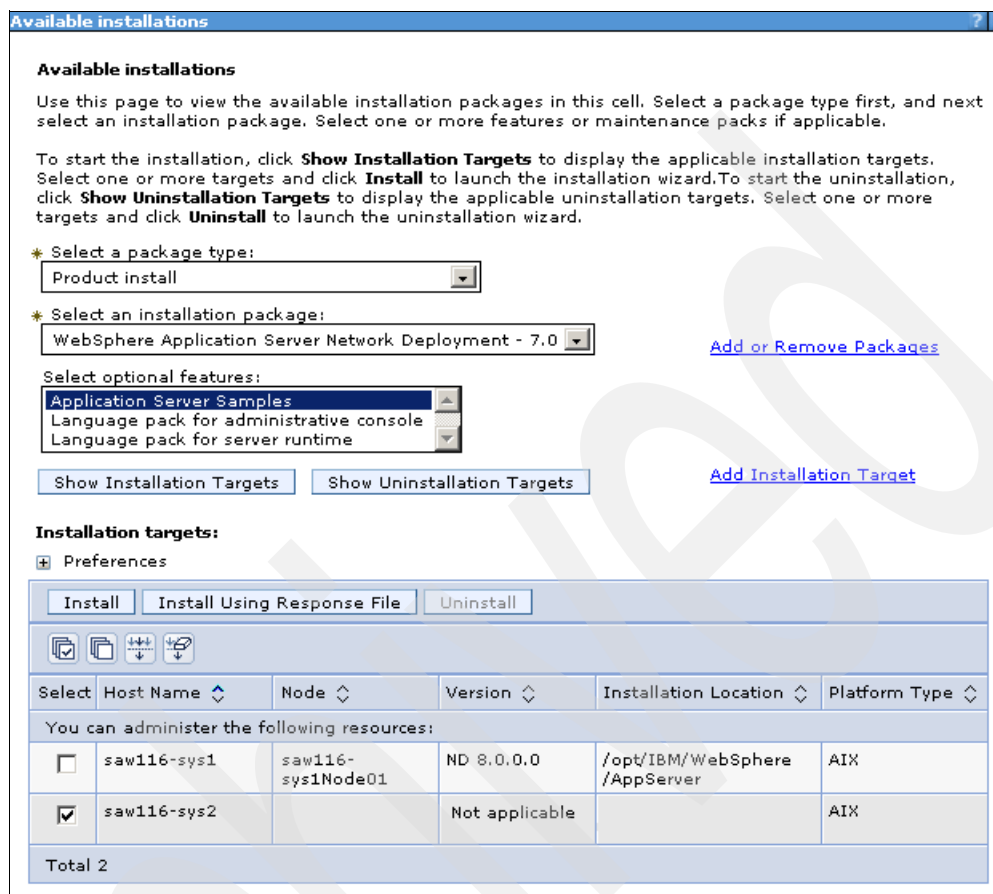 Available installations ?
Available installations
Use this page to view the available installation packages in this cell. Select a package type first, and next
select an installation package. Select one or more features or maintenance packs if applicable.
To start the installation, click Show Installation Targets to display the applicable installation targets.
Select one or more targets and click Install to launch the installation wizard.To start the uninstallation,
click Show Uninstallation Targets to display the applicable uninstallation targets. Select one or more
targets and click Uninstall to launch the uninstallation wizard.
* Select a package type:
Product install
* Select an installation package:
WebSphere Application Server Network Deployment - 7.0
Add or Remove Packages
Select optional features:
Application Server Samples
Language pack for administrative console
Language pack for server runtime
Show Installation Targets Show Uninstallation Targets
Add Installation Target
Installation targets:
+ Preferences
Install Install Using Response File Uninstall
Select Host Name Node Version Installation Location Platform Type
You can administer the following resources:
saw116-sys1 saw116- ND 8.0.0.0 /opt/IBM/WebSphere AIX
sys1Node01 /AppServer
saw116-sys2 Not applicable AIX
Total 2